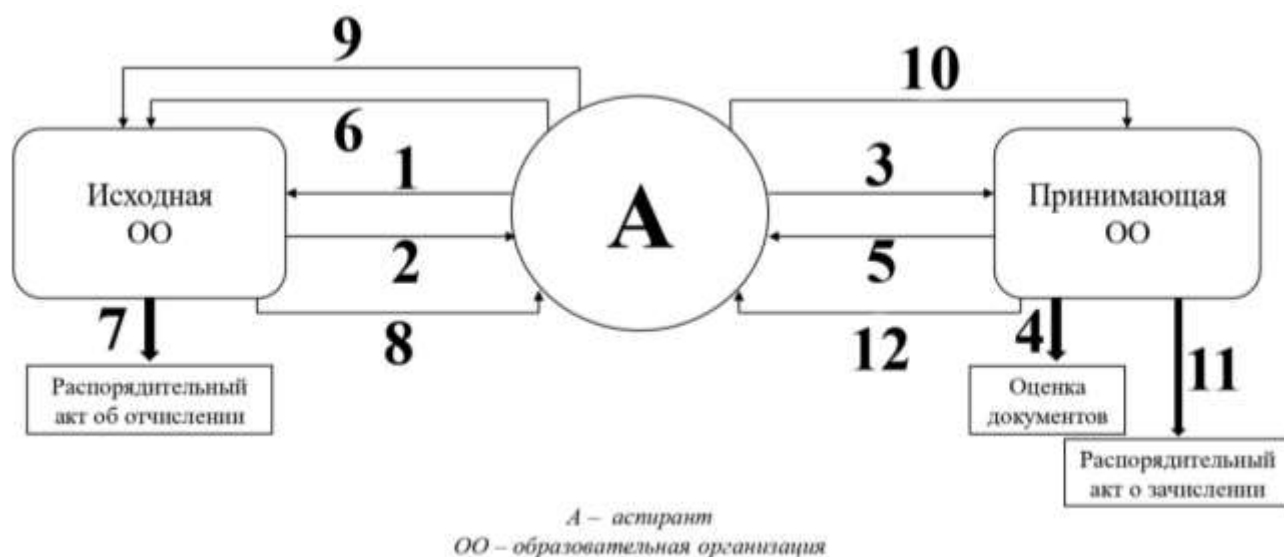 9
10
6
1
3
Исходная
ОО
А
Принимающая
ОО
2
5
7
8
12
4
11
Распорядительный
акт об отчислении
Оценка
документов
Распорядительный
акт о зачислении
А – аспирант
ОО – образовательная организация